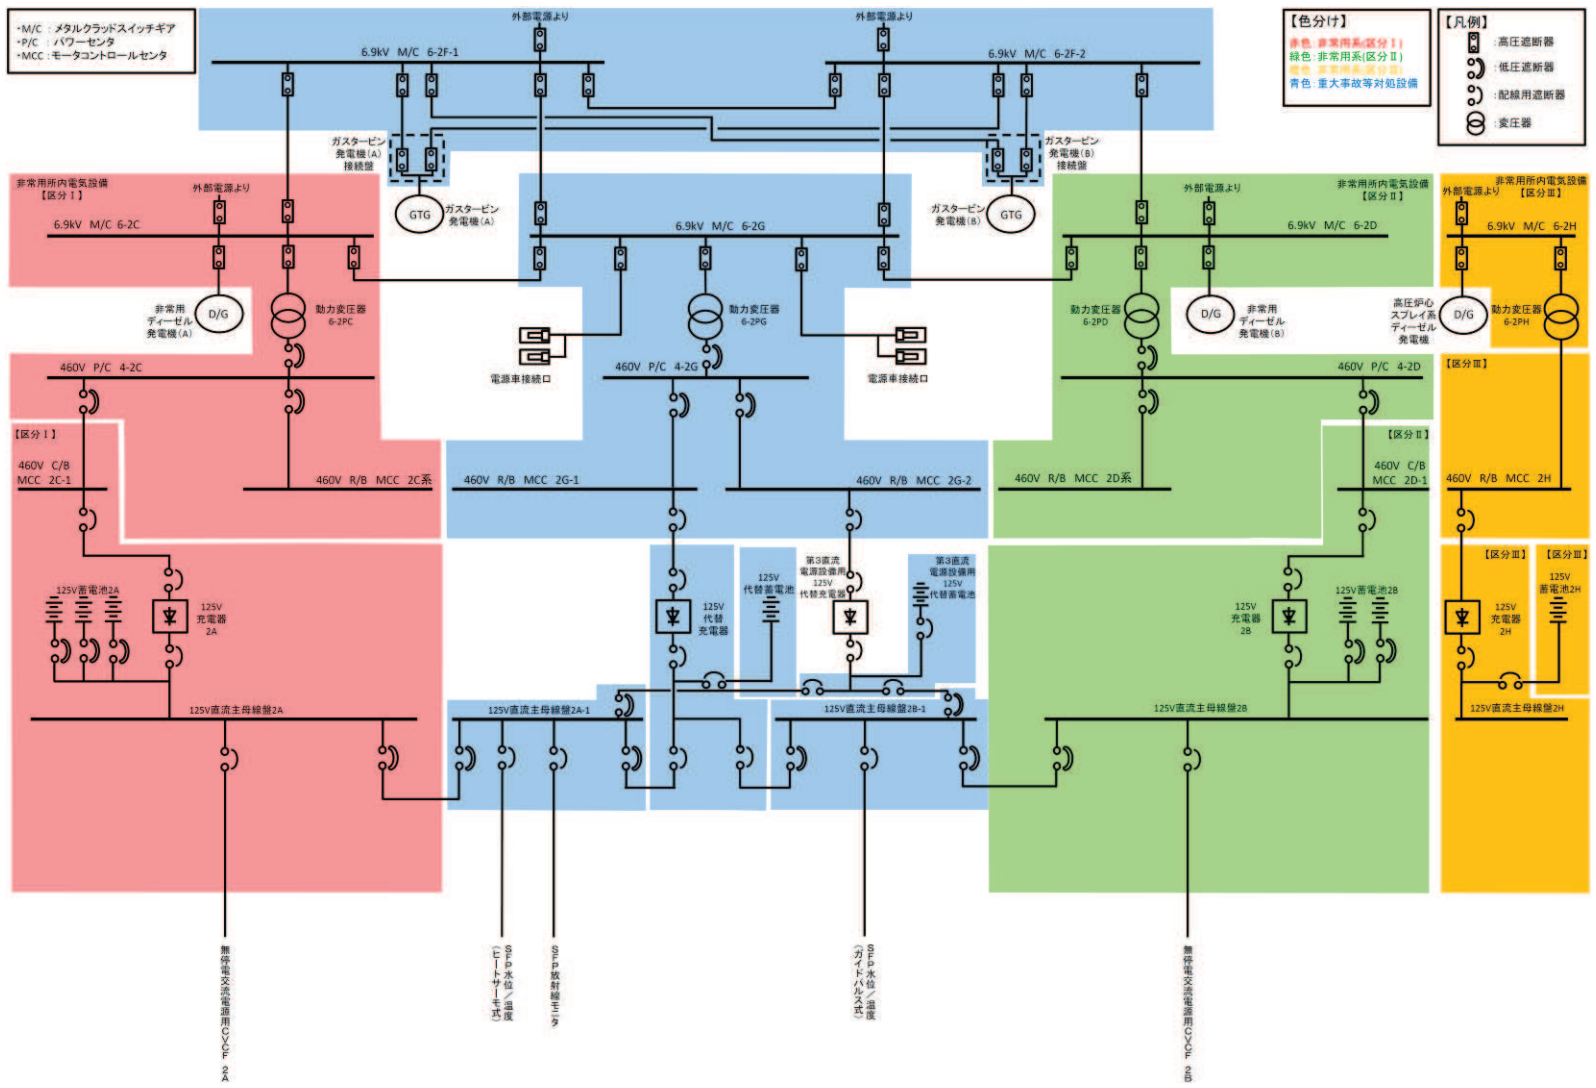 ・M/C：メタルクラッドスイッチギア
・P/C：パワーセンタ
・MCC：モータコントロールセンタ
【色分け】
赤色：非常用系(区分Ⅰ)
緑色：非常用系(区分Ⅱ)
橙色：非常用系(区分Ⅲ)
青色：重大事故等対処設備
【凡例】
：高圧遮断器
：低圧遮断器
：配線用遮断器
：変圧器
外部電源より
外部電源より
6.9kV M/C 6-2F-1
6.9kV M/C 6-2F-2
ガスタービン
発電機(A)
接続盤
ガスタービン
発電機(B)
接続盤
GTG
ガスタービン
発電機(A)
ガスタービン
発電機(B)
GTG
非常用所内電気設備
【区分Ⅰ】
外部電源より
6.9kV M/C 6-2C
6.9kV M/C 6-2G
外部電源より
非常用所内電気設備
【区分Ⅱ】
6.9kV M/C 6-2D
非常用所内電気設備
【区分Ⅲ】
外部電源より
6.9kV M/C 6-2H
非常用
ディーゼル
発電機(A)
D/G
動力変圧器
6-2PC
動力変圧器
6-2PG
動力変圧器
6-2PD
D/G
非常用
ディーゼル
発電機(B)
高圧炉心
スプレイ系
ディーゼル
発電機
D/G
動力変圧器
6-2PH
電源車接続口
電源車接続口
460V P/C 4-2C
460V P/C 4-2G
460V P/C 4-2D
【区分Ⅲ】
【区分Ⅰ】
460V C/B
MCC 2C-1
460V R/B MCC 2C系
460V R/B MCC 2G-1
460V R/B MCC 2G-2
460V R/B MCC 2D系
【区分Ⅱ】
460V C/B
MCC 2D-1
460V R/B MCC 2H
125V蓄電池2A
125V
充電器
2A
125V
代替
充電器
125V
代替蓄電池
第3直流
電源設備用
125V
代替充電器
第3直流
電源設備用
125V
代替蓄電池
125V
充電器
2B
125V蓄電池2B
【区分Ⅲ】
125V
充電器
2H
【区分Ⅲ】
125V
蓄電池2H
125V直流主母線盤2A
125V直流主母線盤2A-1
125V直流主母線盤2B-1
125V直流主母線盤2B
125V直流主母線盤2H
無停電交流電源用CVCF 2A
SFP水位／温度
(ヒートサーモ式)
SFP放射線モニタ
SFP水位／温度
(ガイドパルス式)
無停電交流電源用CVCF 2B